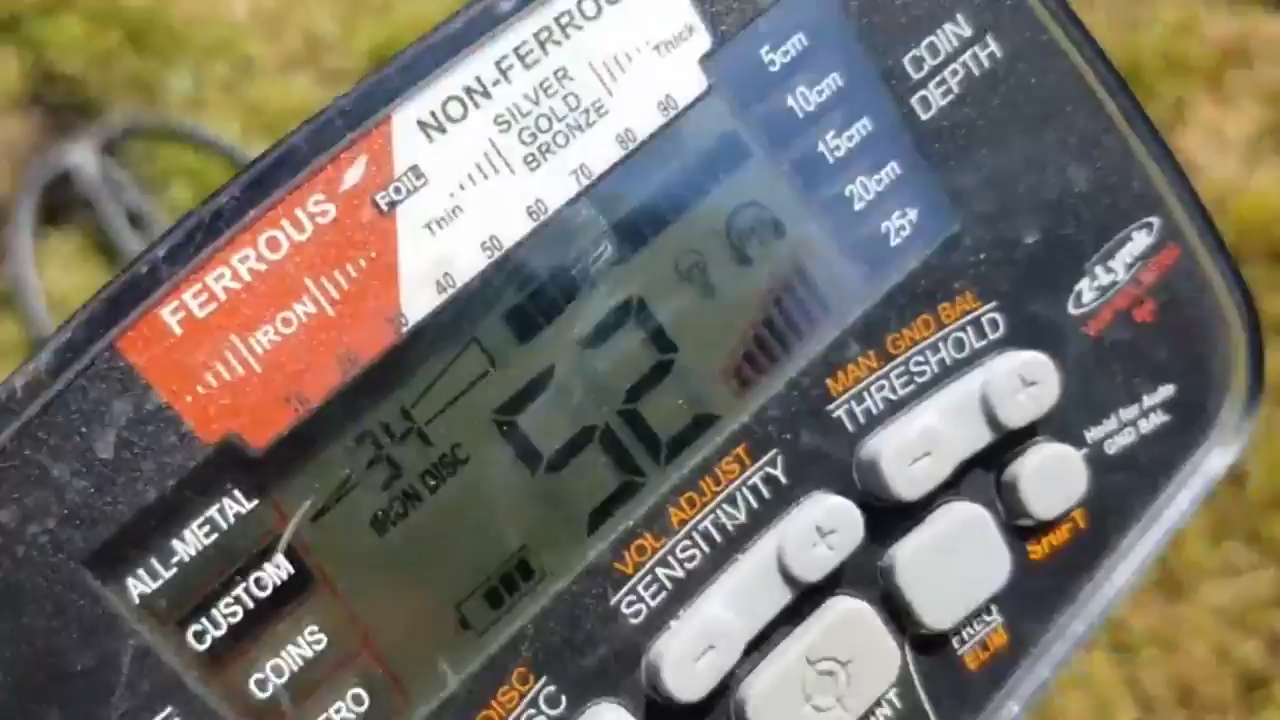 NON-FERROUS
SILVER
GOLD
BRONZE
Thick
Thin
FOIL
FERROUS
IRON
40 50 60 70 80 90
5cm
10cm
15cm
20cm
25+
COIN
DEPTH
Z-Lynk
34
IRON DISC
52
ALL-METAL
CUSTOM
COINS
MAN. GND BAL
THRESHOLD
+
-
Hold for Auto
GND BAL
SHIFT
VOL ADJUST
SENSITIVITY
+
-
FREQ
ELIM
DISC